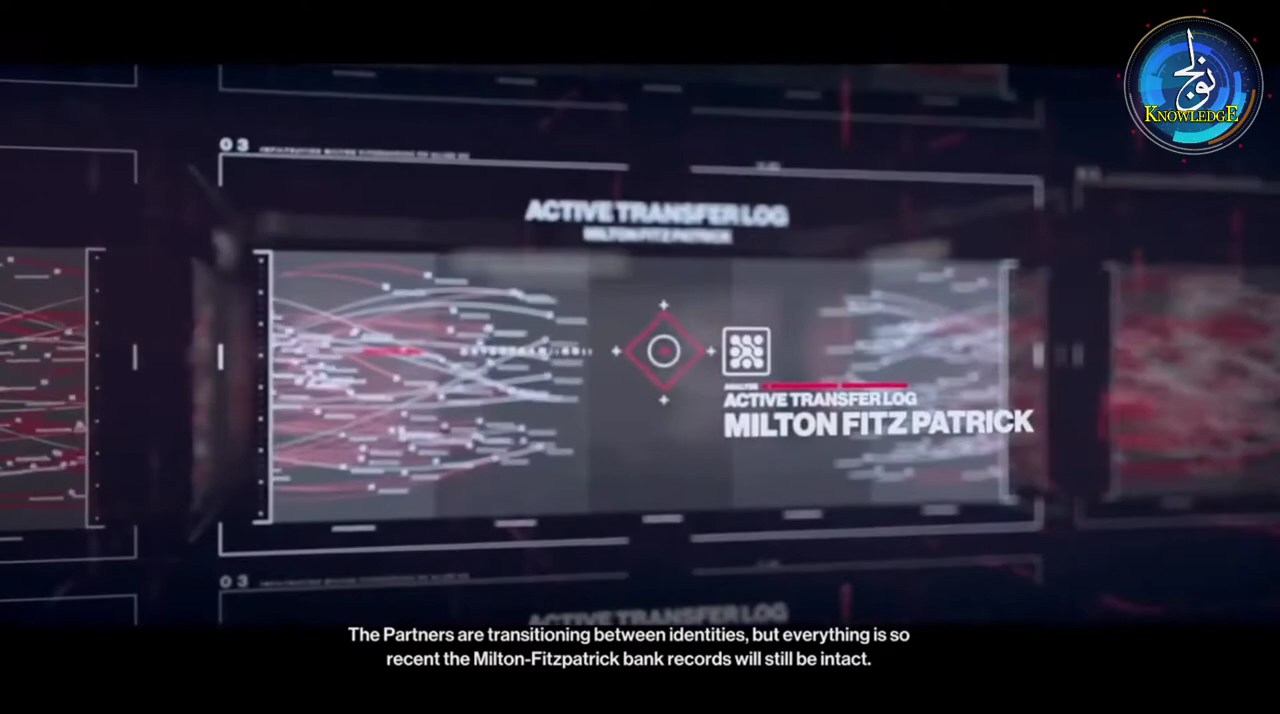 نولج
KNOWLEDGE
03
ACTIVE TRANSFER LOG
MILTON FITZ PATRICK
ANALYSIS
ACTIVE TRANSFER LOG
MILTON FITZ PATRICK
03
ACTIVE TRANSFER LOG
The Partners are transitioning between identities, but everything is so
recent the Milton-Fitzpatrick bank records will still be intact.